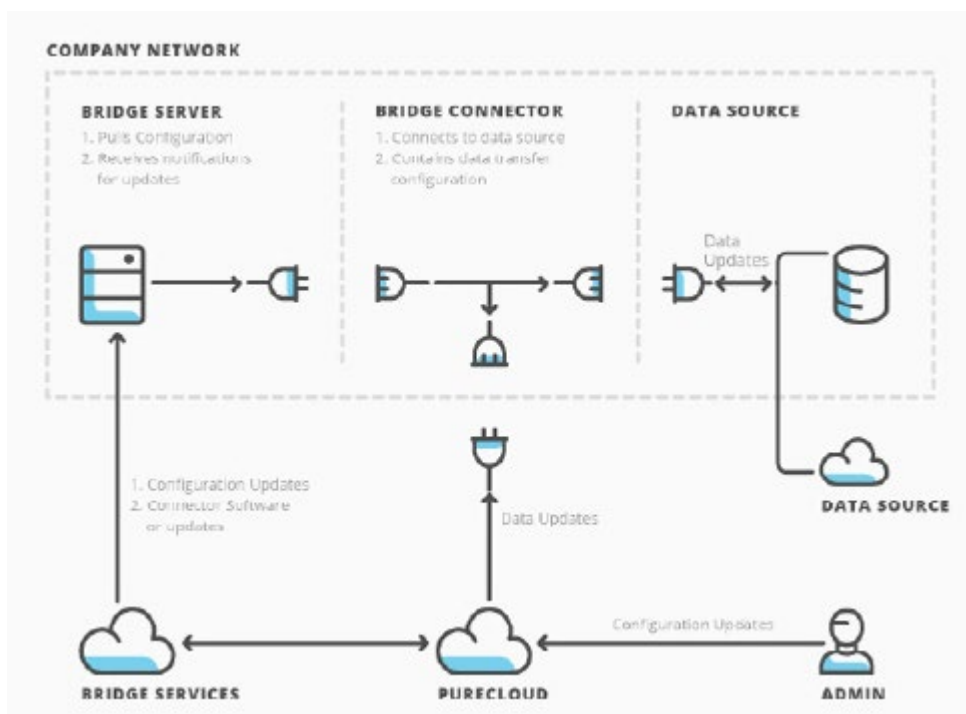 COMPANY NETWORK
BRIDGE SERVER
1. Pulls Configuration
2. Receives notifications
for updates
BRIDGE CONNECTOR
1. Connects to data source
2. Contains data transfer
configuration
DATA SOURCE
Data
Updates
1. Configuration Updates
2. Connector Software
or updates
Data Updates
DATA SOURCE
Configuration Updates
BRIDGE SERVICES
PURECLOUD
ADMIN